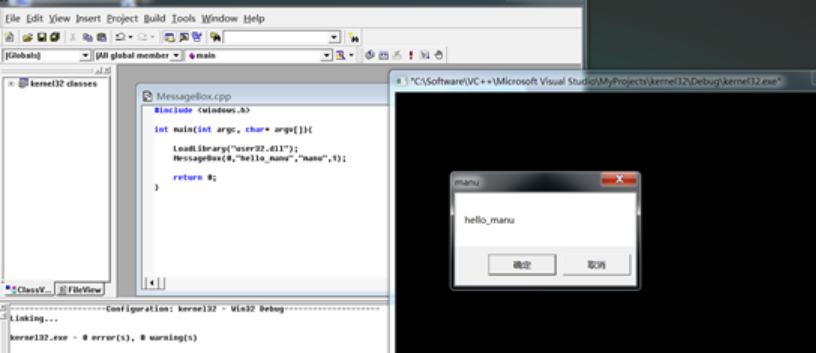 File Edit View Insert Project Build Tools Window Help
(Globals) [All global member main
kernel32 classes
ClassV... FileView
MessageBox.cpp
#include <windows.h>
int main(int argc, char* argv[]){
LoadLibrary("user32.dll");
MessageBox(0,"hello_manu","manu",1);
return 0;
}
"C:\Software\VC++\Microsoft Visual Studio\MyProjects\kernel32\Debug\kernel32.exe"
manu
hello_manu
确定 取消
--------------------Configuration: kernel32 - Win32 Debug--------------------
Linking...
kernel32.exe - 0 error(s), 0 warning(s)